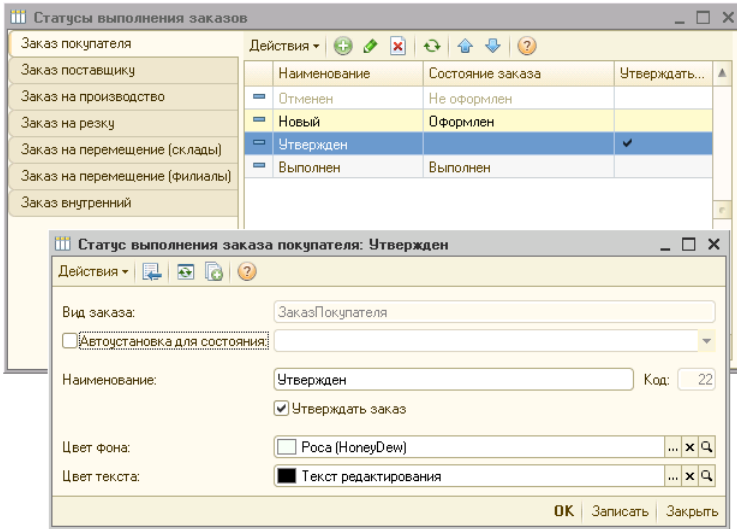 Статусы выполнения заказов
Заказ покупателя
Заказ поставщику
Заказ на производство
Заказ на резку
Заказ на перемещение (склады)
Заказ на перемещение (филиалы)
Заказ внутренний
Действия
Наименование Состояние заказа Утверждать...
Отменен Не оформлен
Новый Оформлен
Утвержден
Выполнен Выполнен
Статус выполнения заказа покупателя: Утвержден
Действия
Вид заказа: ЗаказПокупателя
Автоустановка для состояния:
Наименование: Утвержден Код: 22
Утверждать заказ
Цвет фона: Роса (HoneyDew) ...
Цвет текста: Текст редактирования ...
OK Записать Закрыть